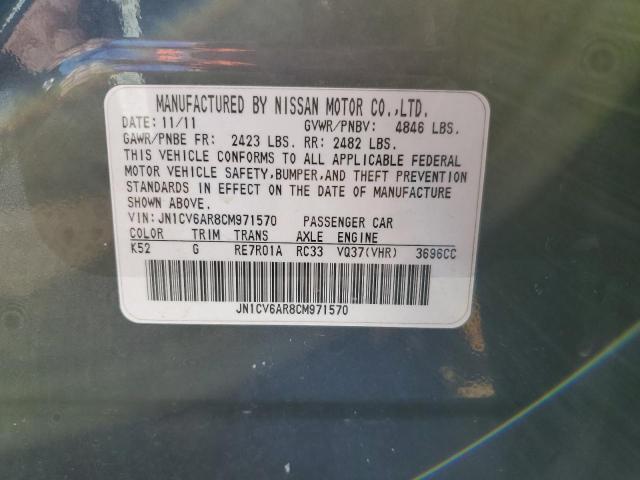 MANUFACTURED BY NISSAN MOTOR CO.,LTD.
DATE: 11/11 GVWR/PNBV: 4846 LBS.
GAWR/PNBE FR: 2423 LBS. RR: 2482 LBS.
THIS VEHICLE CONFORMS TO ALL APPLICABLE FEDERAL
MOTOR VEHICLE SAFETY,BUMPER,AND THEFT PREVENTION
STANDARDS IN EFFECT ON THE DATE OF MANUFACTURE
SHOWN ABOVE.
VIN:JN1CV6AR8CM971570 PASSENGER CAR
COLOR TRIM TRANS AXLE ENGINE
K52 G RE7R01A RC33 VQ37(VHR) 3696CC
JN1CV6AR8CM971570